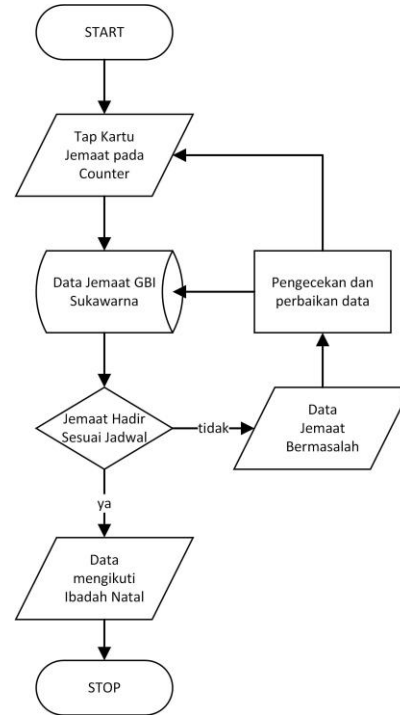 START
Tap Kartu
Jemaat pada
Counter
Data Jemaat GBI
Sukawarna
Pengecekan dan
perbaikan data
Jemaat Hadir
Sesuai Jadwal
tidak
Data
Jemaat
Bermasalah
ya
Data
mengikuti
Ibadah Natal
STOP